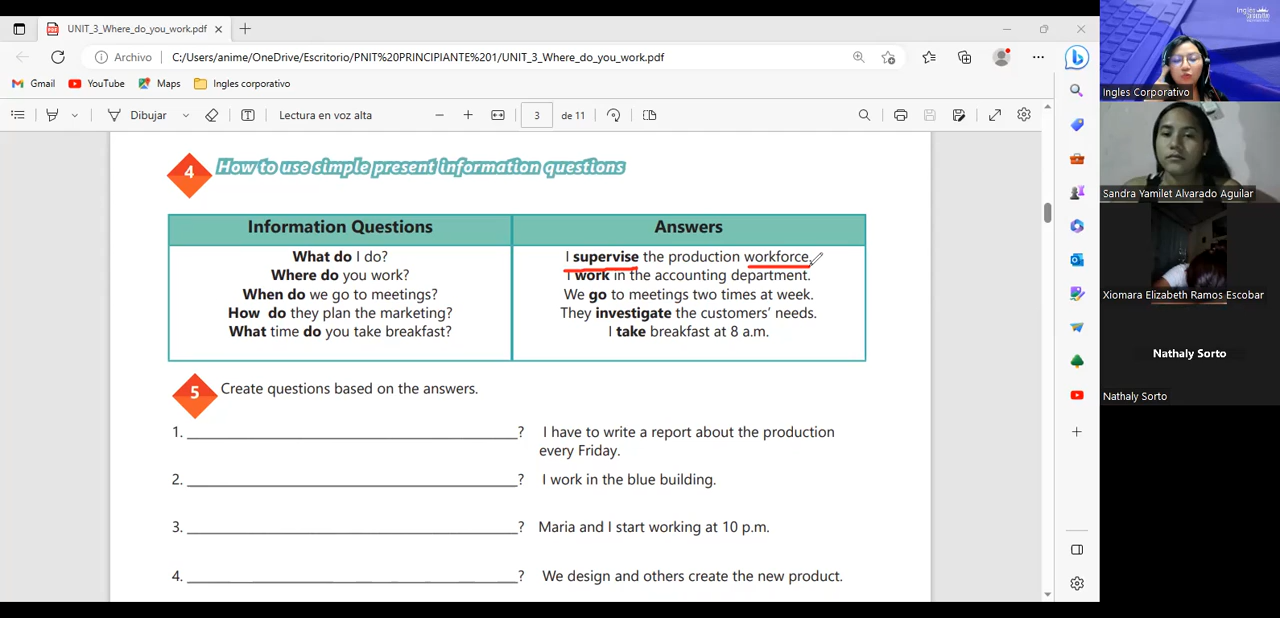 UNIT_3_Where_do_you_work.pdf
Archivo
C:/Users/anime/OneDrive/Escritorio/PNIT%20PRINCIPIANTE%201/UNIT_3_Where_do_you_work.pdf
Gmail
YouTube
Maps
Ingles corporativo
Dibujar
Lectura en voz alta
3
de 11
4
How to use simple present information questions
Information Questions
Answers
What do I do?
I supervise the production workforce.
Where do you work?
I work in the accounting department.
When do we go to meetings?
We go to meetings two times at week.
How do they plan the marketing?
They investigate the customers’ needs.
What time do you take breakfast?
I take breakfast at 8 a.m.
5
Create questions based on the answers.
1. ?
I have to write a report about the production
every Friday.
2. ?
I work in the blue building.
3. ?
Maria and I start working at 10 p.m.
4. ?
We design and others create the new product.
Ingles Corporativo
Sandra Yamilet Alvarado Aguilar
Xiomara Elizabeth Ramos Escobar
Nathaly Sorto
Nathaly Sorto